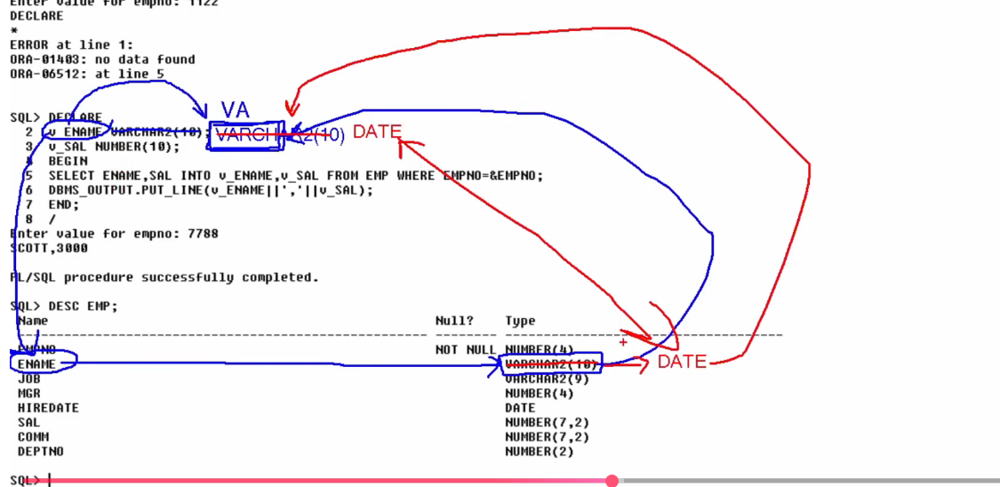 Enter value for empno: 1122
DECLARE
*
ERROR at line 1:
ORA-01403: no data found
ORA-06512: at line 5
VA
SQL> DECLARE
2 v_ENAME VARCHAR2(10); VARCHAR2(10) DATE
3 v_SAL NUMBER(10);
4 BEGIN
5 SELECT ENAME,SAL INTO v_ENAME,v_SAL FROM EMP WHERE EMPNO=&EMPNO;
6 DBMS_OUTPUT.PUT_LINE(v_ENAME||','||v_SAL);
7 END;
8 /
Enter value for empno: 7788
SCOTT,3000
PL/SQL procedure successfully completed.
SQL> DESC EMP;
Name Null? Type
EMPNO NOT NULL NUMBER(4)
ENAME VARCHAR2(10) DATE
JOB VARCHAR2(9)
MGR NUMBER(4)
HIREDATE DATE
SAL NUMBER(7,2)
COMM NUMBER(7,2)
DEPTNO NUMBER(2)
SQL>